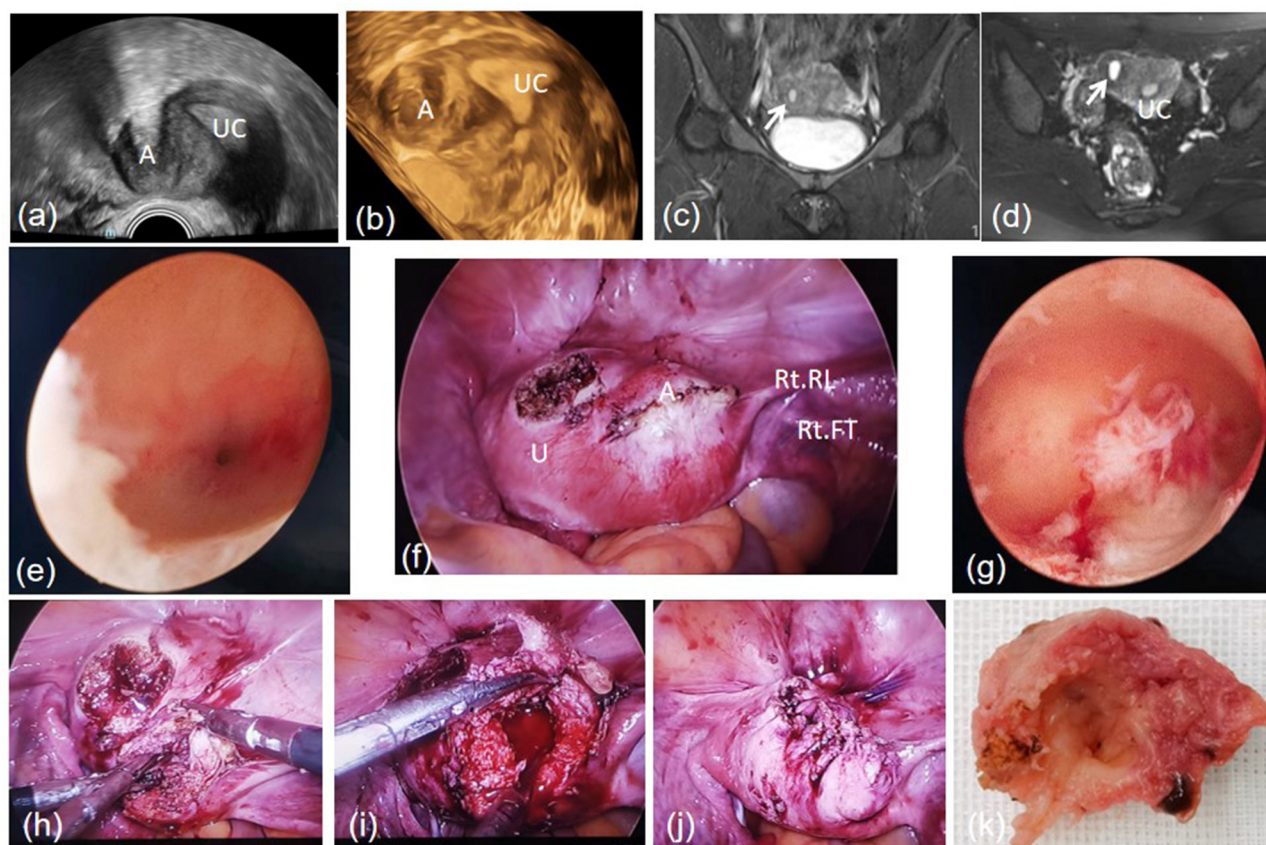 A
UC
(a)
A
UC
(b)
(c)
1
UC
(d)
(e)
U
A
Rt.RL
Rt.FT
(f)
(g)
(h)
(i)
(j)
(k)